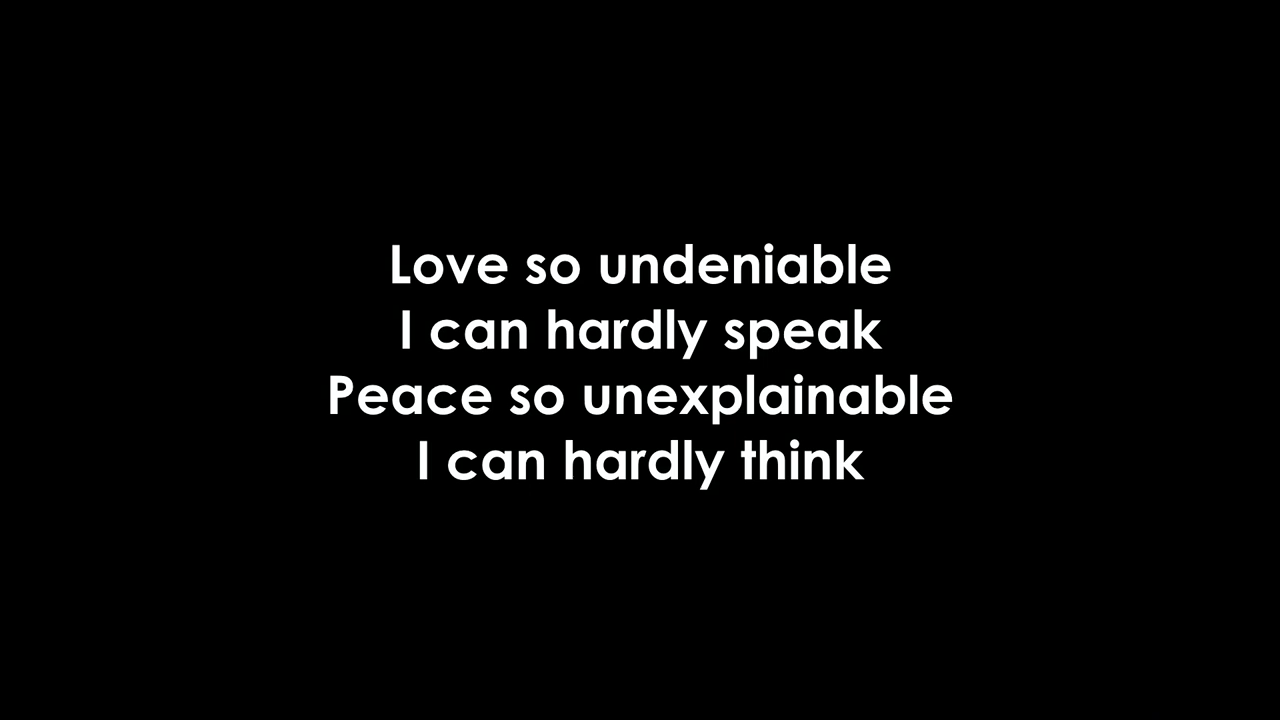 Love so undeniable
I can hardly speak
Peace so unexplainable
I can hardly think